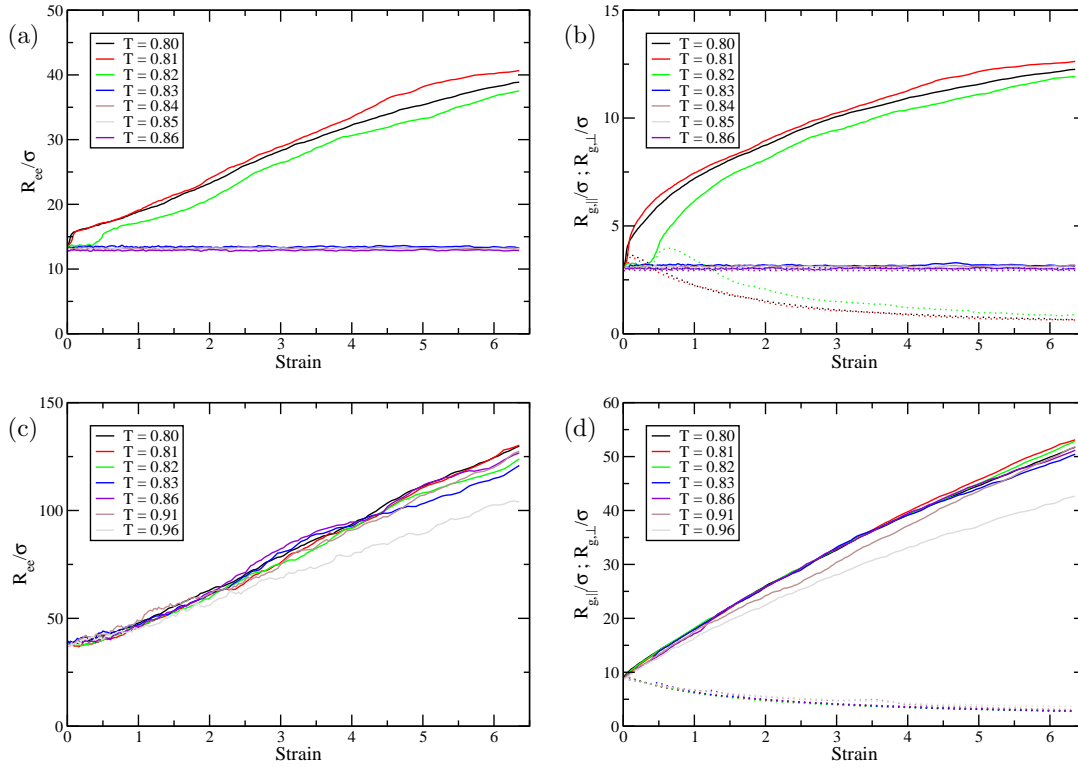 (a)
50
40
30
20
10
0
R_ee/σ
T = 0.80
T = 0.81
T = 0.82
T = 0.83
T = 0.84
T = 0.85
T = 0.86
0 1 2 3 4 5 6
Strain
(b)
15
10
5
0
R_g,||/σ ; R_g,⊥/σ
T = 0.80
T = 0.81
T = 0.82
T = 0.83
T = 0.84
T = 0.85
T = 0.86
0 1 2 3 4 5 6
Strain
(c)
150
100
50
0
R_ee/σ
T = 0.80
T = 0.81
T = 0.82
T = 0.83
T = 0.86
T = 0.91
T = 0.96
0 1 2 3 4 5 6
Strain
(d)
60
50
40
30
20
10
0
R_g,||/σ ; R_g,⊥/σ
T = 0.80
T = 0.81
T = 0.82
T = 0.83
T = 0.86
T = 0.91
T = 0.96
0 1 2 3 4 5 6
Strain